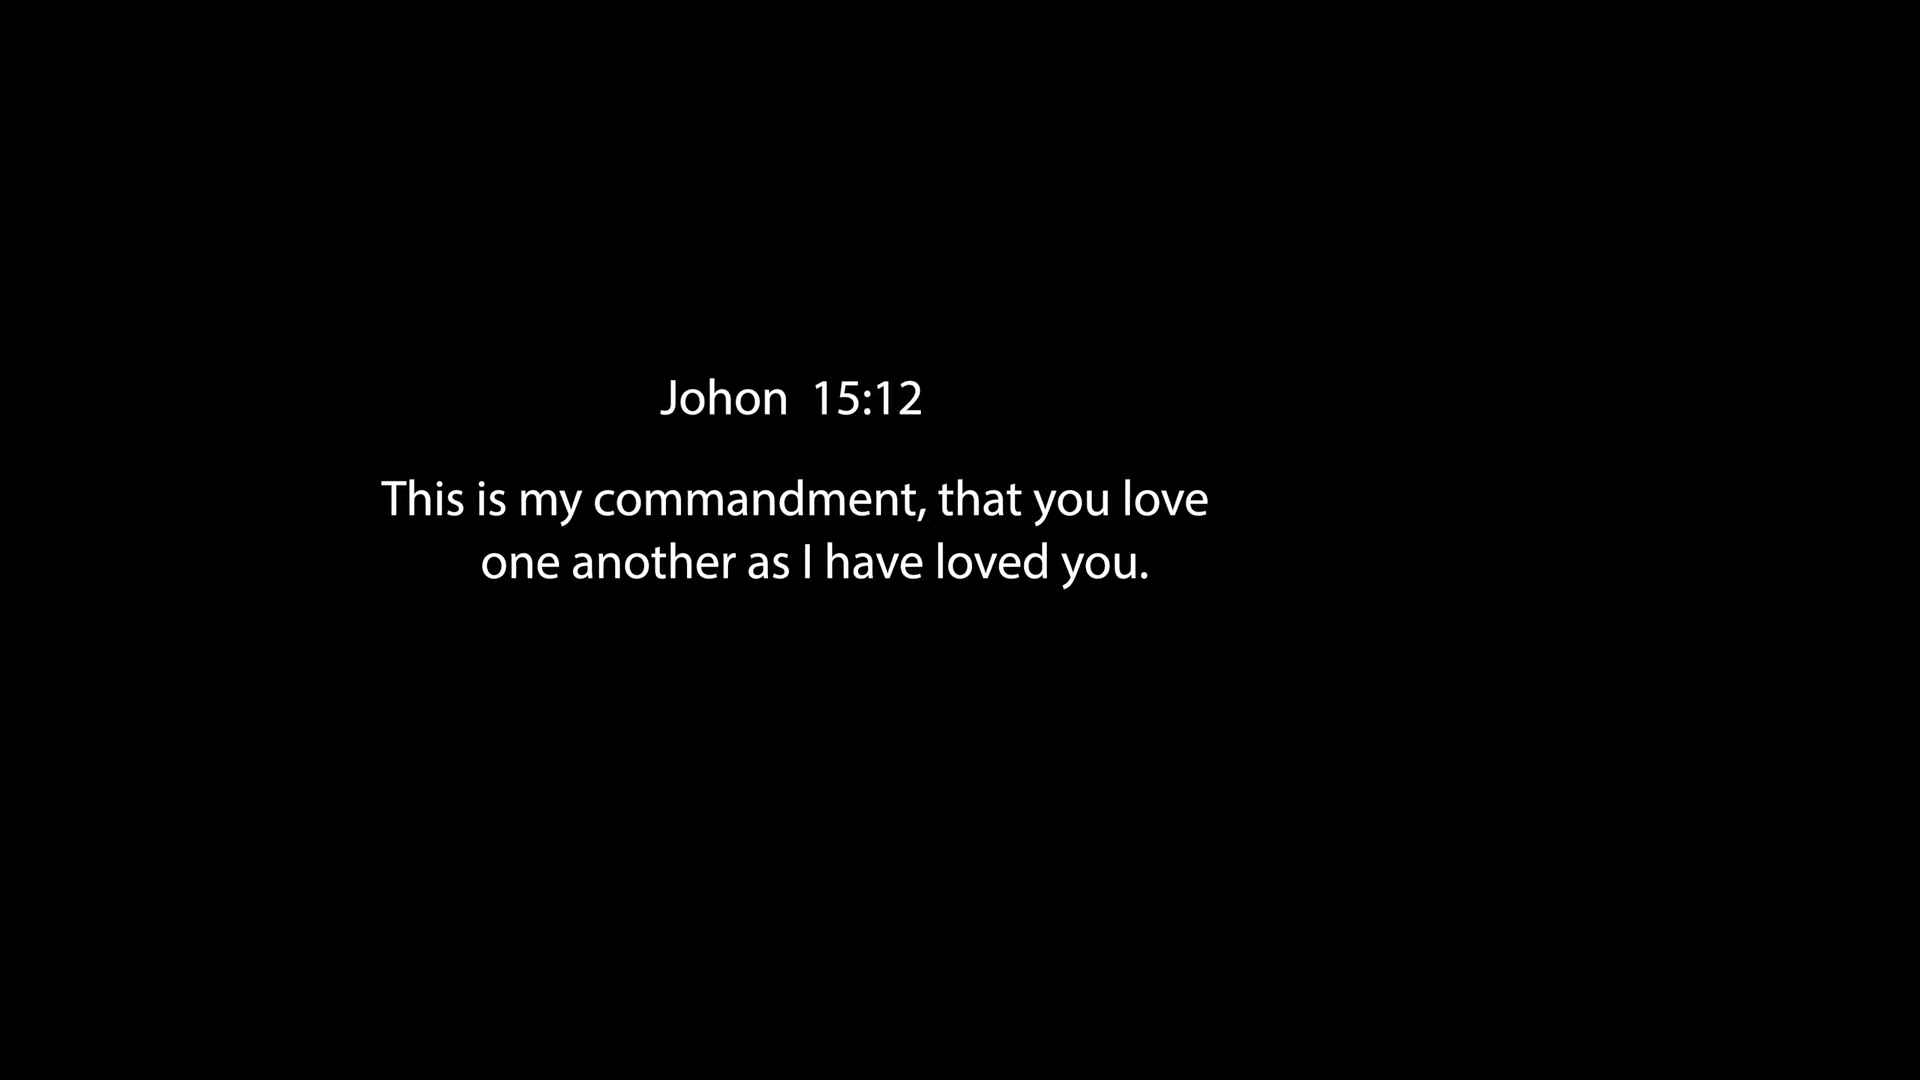 Johon  15:12
This is my commandment, that you love
one another as I have loved you.